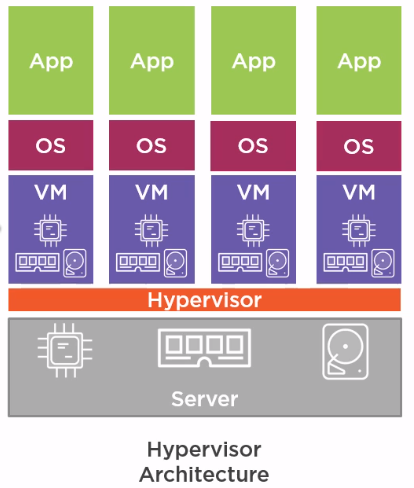 App App App App
OS OS OS OS
VM VM VM VM
Hypervisor
Server
Hypervisor
Architecture